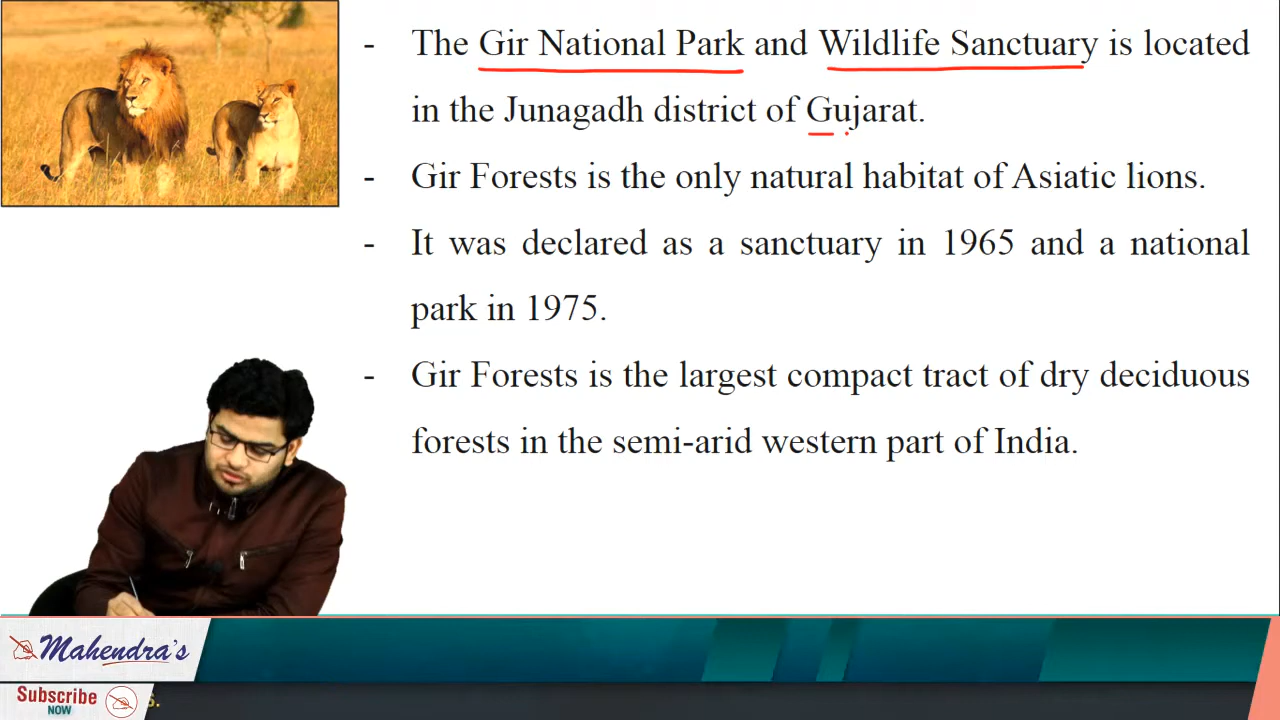 - The Gir National Park and Wildlife Sanctuary is located
in the Junagadh district of Gujarat.
- Gir Forests is the only natural habitat of Asiatic lions.
- It was declared as a sanctuary in 1965 and a national
park in 1975.
- Gir Forests is the largest compact tract of dry deciduous
forests in the semi-arid western part of India.
Mahendra's
Subscribe
NOW